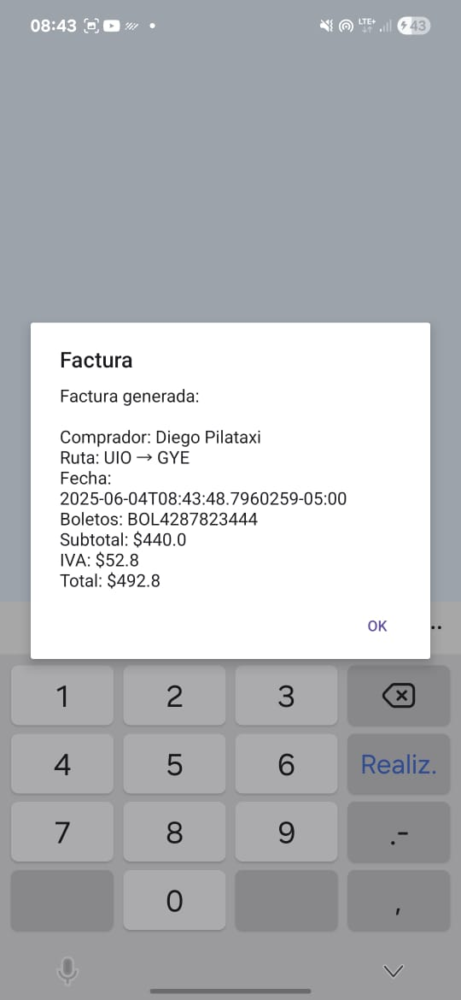 08:43
LTE+
43
Factura
Factura generada:
Comprador: Diego Pilataxi
Ruta: UIO → GYE
Fecha:
2025-06-04T08:43:48.7960259-05:00
Boletos: BOL4287823444
Subtotal: $440.0
IVA: $52.8
Total: $492.8
OK
1 2 3
4 5 6 Realiz.
7 8 9 .-
0 ,